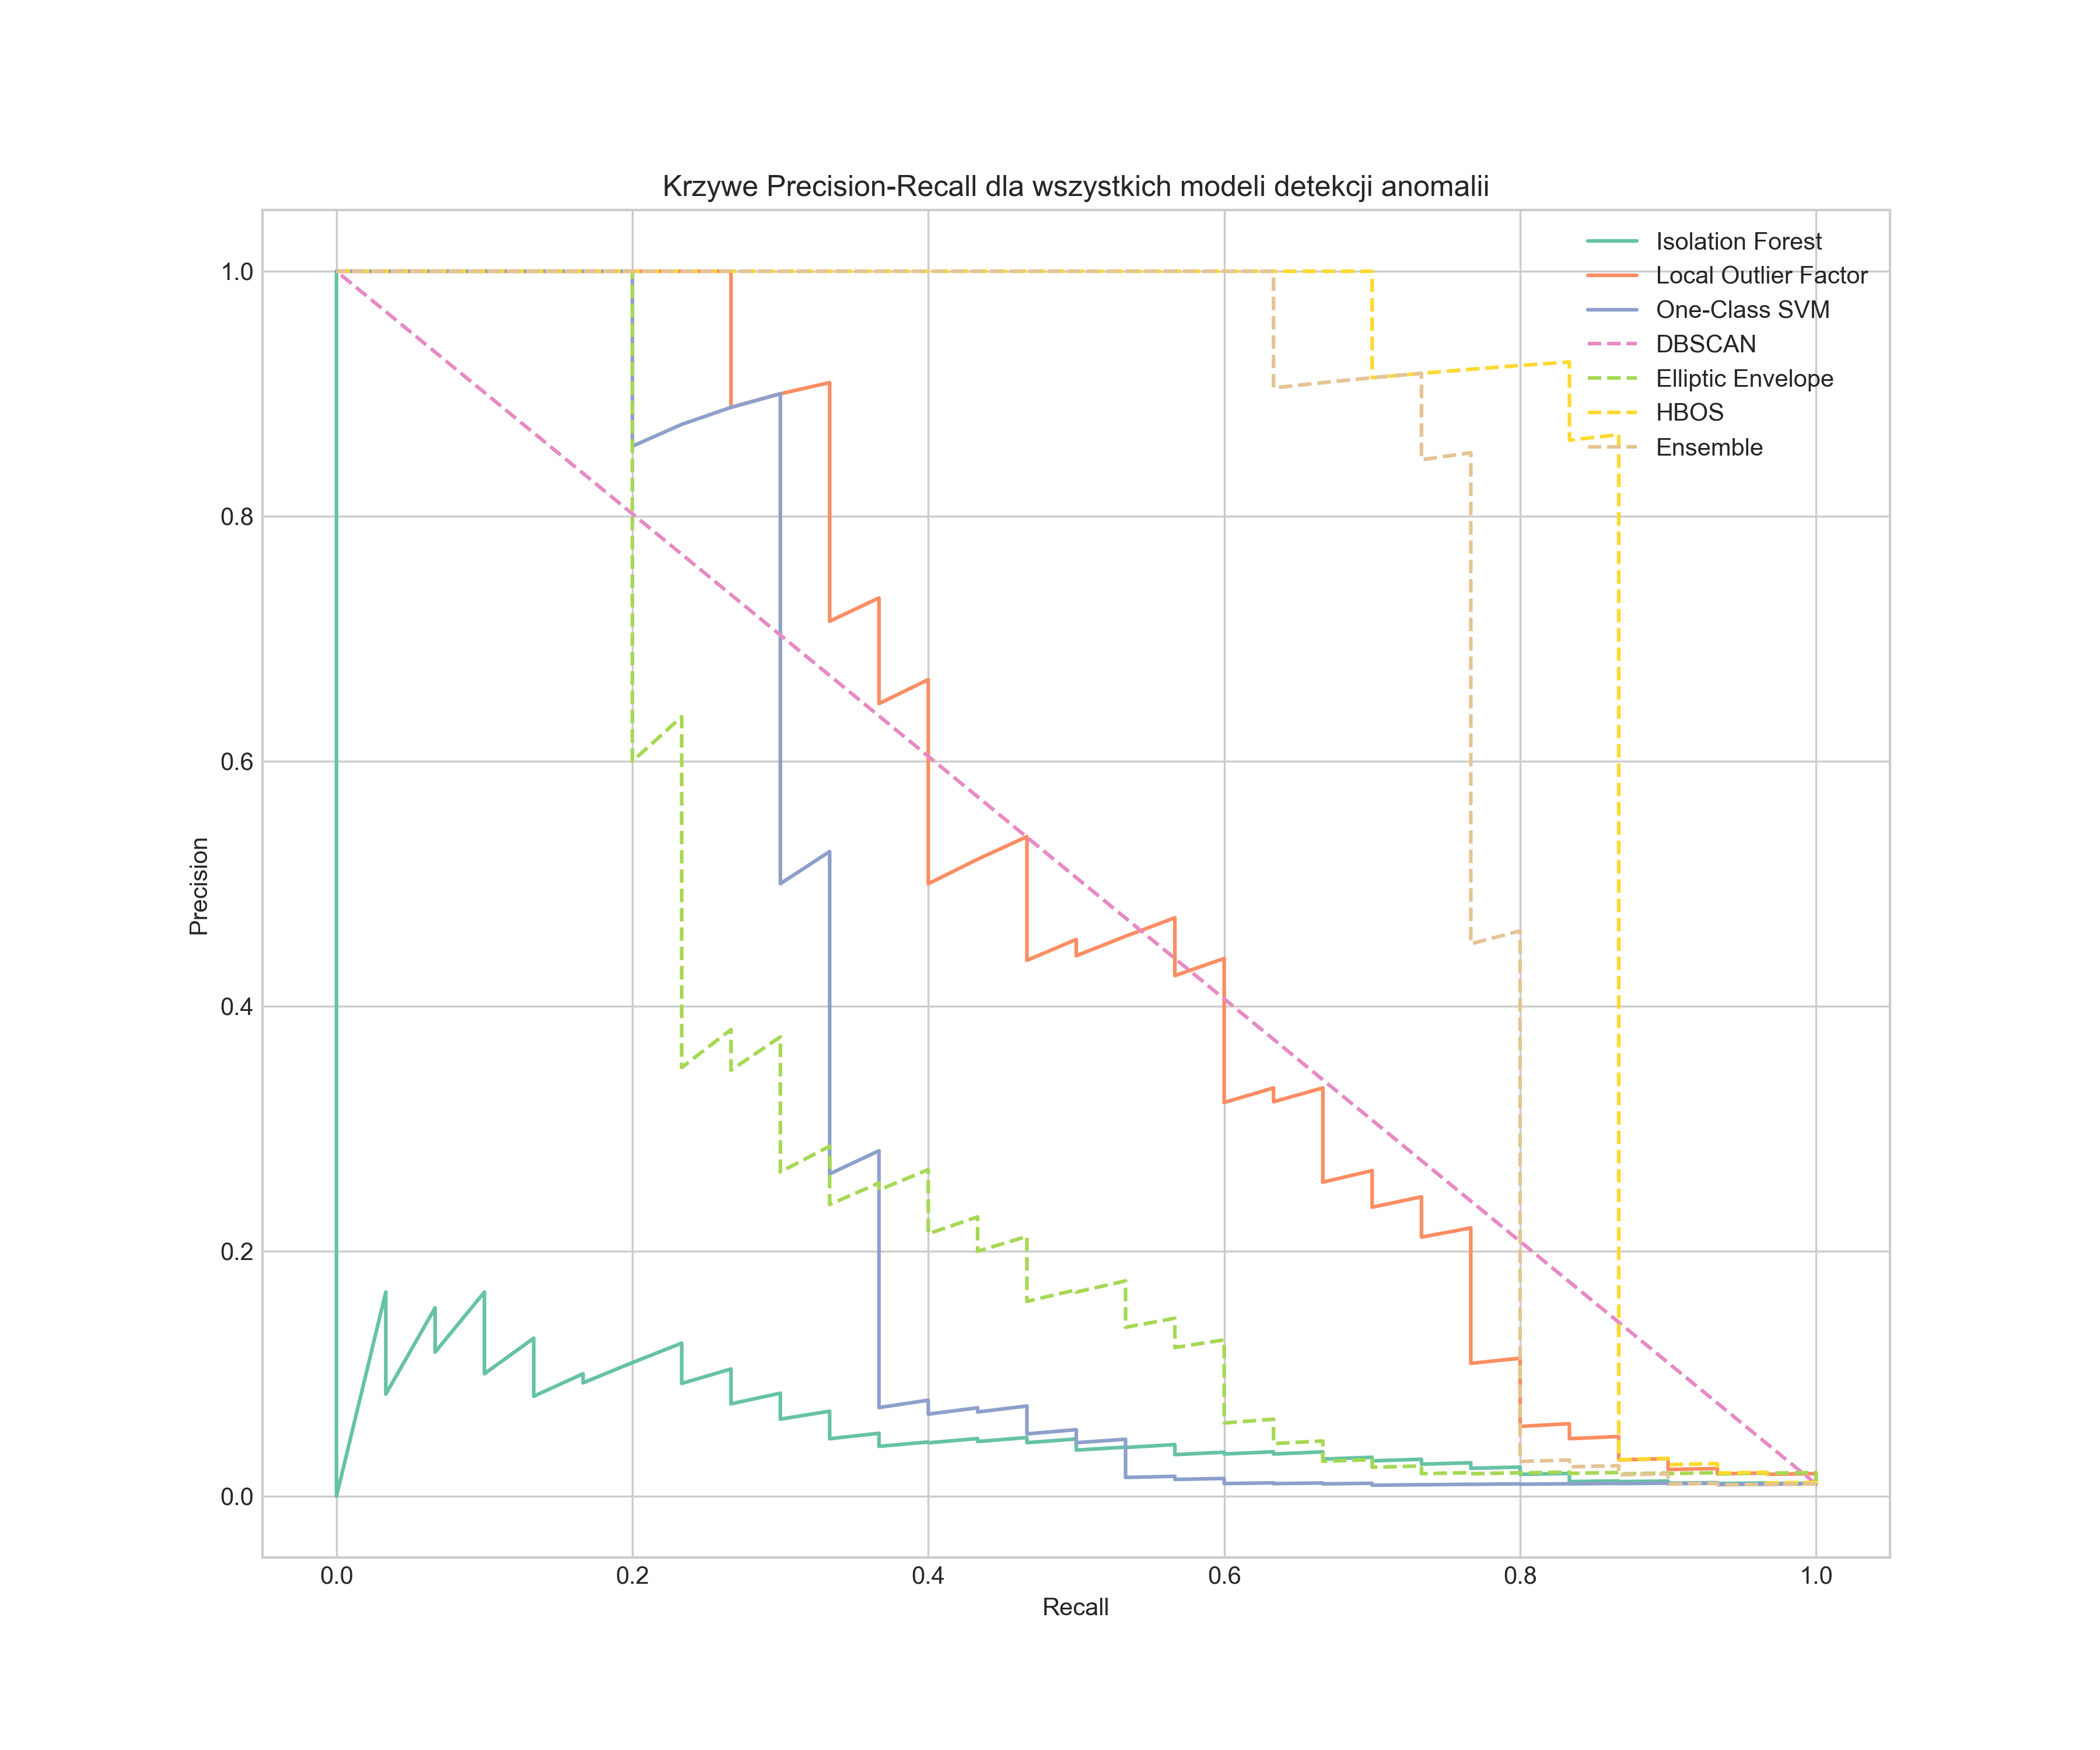 Krzywe Precision-Recall dla wszystkich modeli detekcji anomalii
Isolation Forest
Local Outlier Factor
One-Class SVM
DBSCAN
Elliptic Envelope
HBOS
Ensemble
1.0
0.8
0.6
0.4
0.2
0.0
Precision
0.0 0.2 0.4 0.6 0.8 1.0
Recall